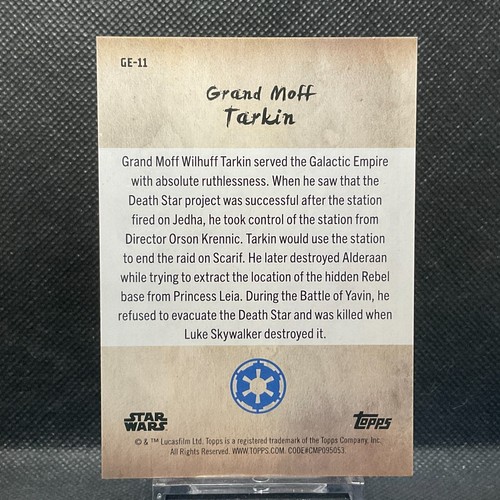 GE-11
Grand Moff
Tarkin
Grand Moff Wilhuff Tarkin served the Galactic Empire
with absolute ruthlessness. When he saw that the
Death Star project was successful after the station
fired on Jedha, he took control of the station from
Director Orson Krennic. Tarkin would use the station
to end the raid on Scarif. He later destroyed Alderaan
while trying to extract the location of the hidden Rebel
base from Princess Leia. During the Battle of Yavin, he
refused to evacuate the Death Star and was killed when
Luke Skywalker destroyed it.
STAR
WARS
Topps
© & ™ Lucasfilm Ltd. Topps is a registered trademark of the Topps Company, Inc.
All Rights Reserved. WWW.TOPPS.COM. CODE#CMP095053